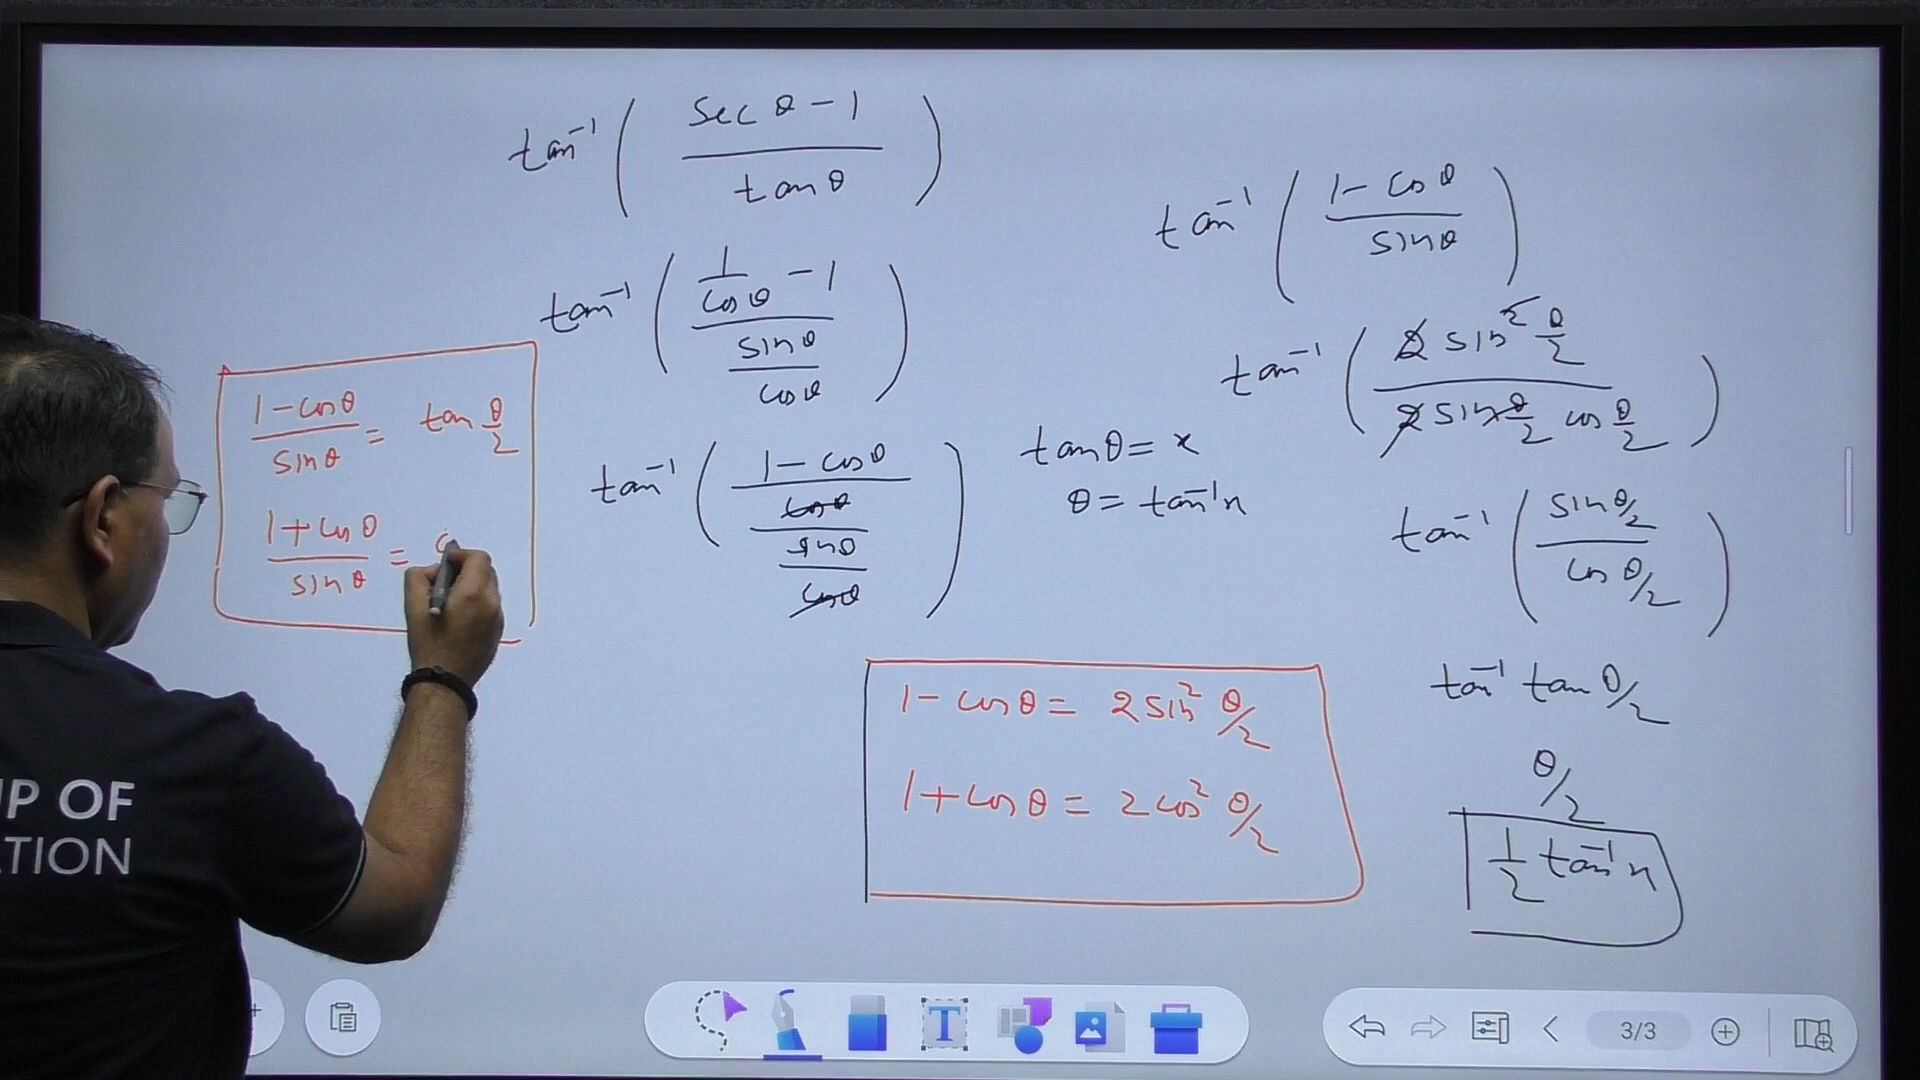 tan⁻¹ ( (sec θ − 1) / (tan θ) )
tan⁻¹ ( (1/cos θ − 1) / (sin θ / cos θ) )
tan⁻¹ ( ((1 − cos θ) / cos θ) / (sin θ / cos θ) )
tan θ = x
θ = tan⁻¹ x
(1 − cos θ) / (sin θ) = tan θ/2
(1 + cos θ) / (sin θ) = c
1 − cos θ = 2 sin² θ/2
1 + cos θ = 2 cos² θ/2
tan⁻¹ ( (1 − cos θ) / (sin θ) )
tan⁻¹ ( (2 sin² θ/2) / (2 sin θ/2 cos θ/2) )
tan⁻¹ ( (sin θ/2) / (cos θ/2) )
tan⁻¹ tan θ/2
θ/2
1/2 tan⁻¹ x
P OF
TION
T
3/3